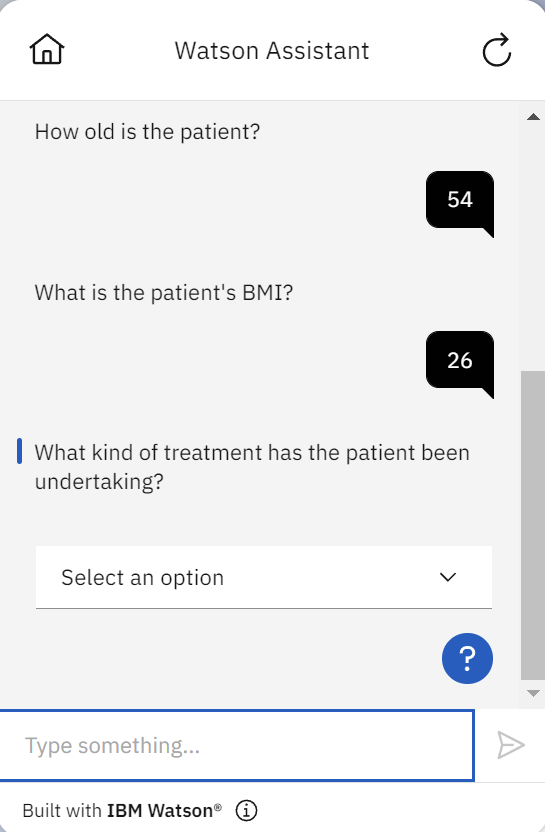 Watson Assistant
How old is the patient?
54
What is the patient's BMI?
26
What kind of treatment has the patient been
undertaking?
Select an option
?
Type something...
Built with IBM Watson®